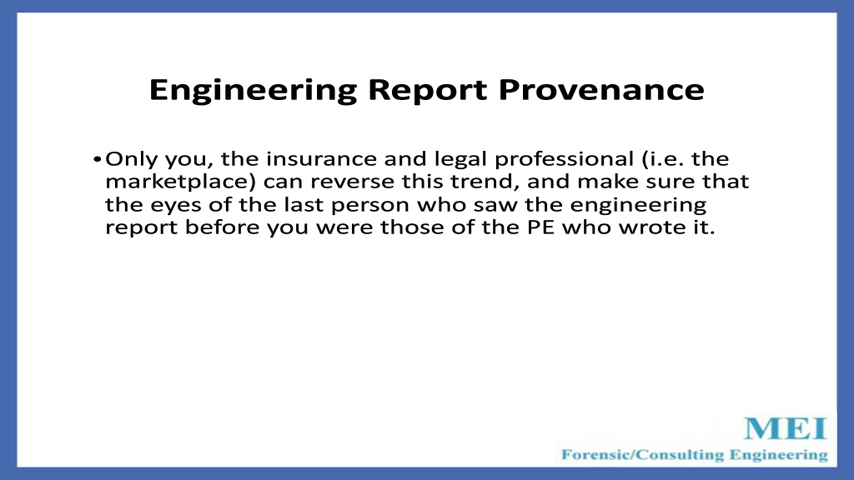 Engineering Report Provenance
•Only you, the insurance and legal professional (i.e. the
marketplace) can reverse this trend, and make sure that
the eyes of the last person who saw the engineering
report before you were those of the PE who wrote it.
MEI
Forensic/Consulting Engineering